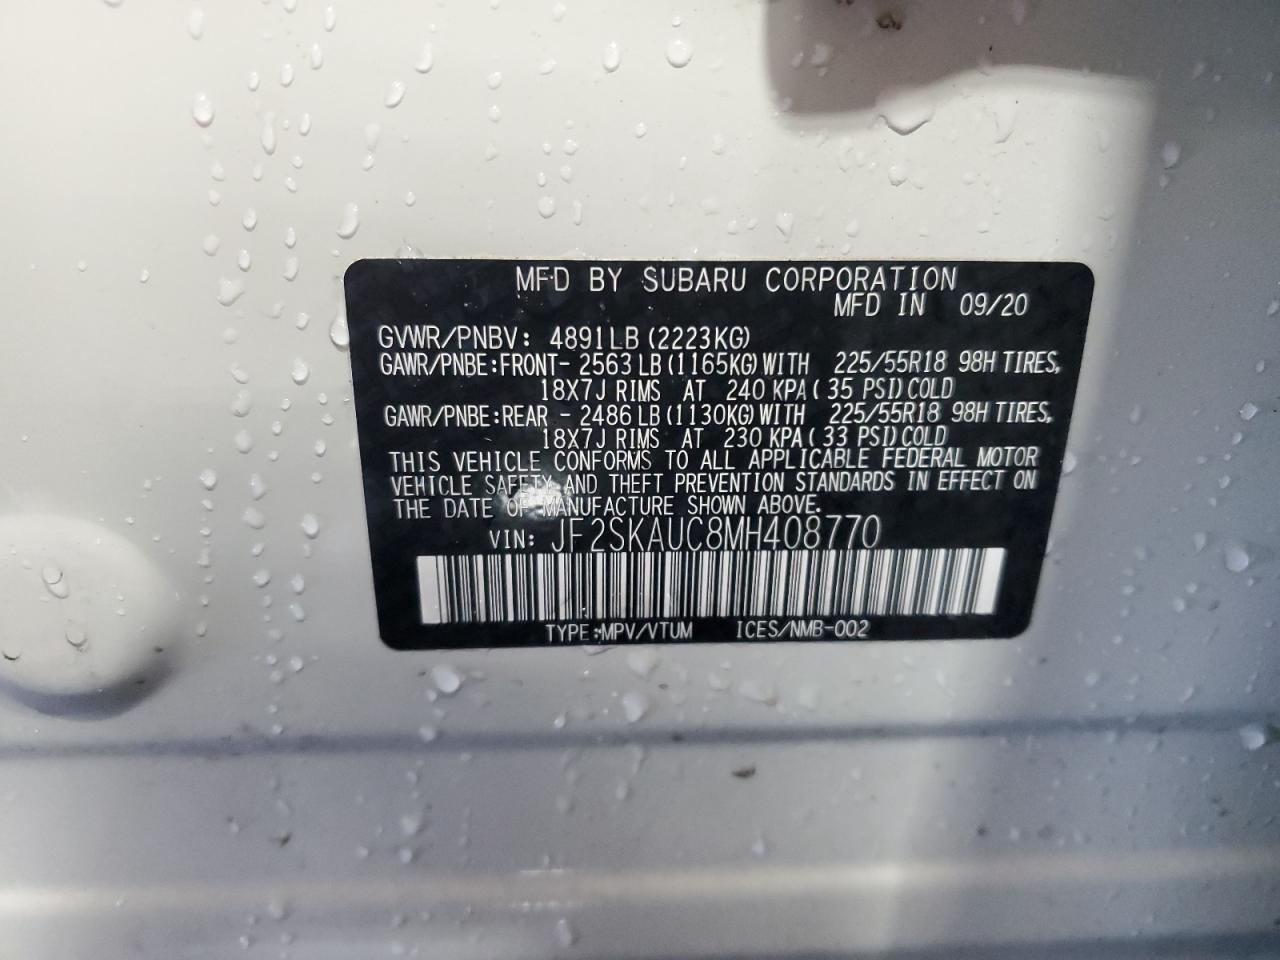 MFD BY SUBARU CORPORATION
MFD IN 09/20
GVWR/PNBV: 4891LB (2223KG)
GAWR/PNBE:FRONT- 2563 LB (1165KG) WITH 225/55R18 98H TIRES,
18X7J RIMS AT 240 KPA ( 35 PSI) COLD
GAWR/PNBE:REAR - 2486 LB (1130KG) WITH 225/55R18 98H TIRES,
18X7J RIMS AT 230 KPA ( 33 PSI) COLD
THIS VEHICLE CONFORMS TO ALL APPLICABLE FEDERAL MOTOR
VEHICLE SAFETY AND THEFT PREVENTION STANDARDS IN EFFECT ON
THE DATE OF MANUFACTURE SHOWN ABOVE.
VIN: JF2SKAUC8MH408770
TYPE:MPV/VTUM ICES/NMB-002